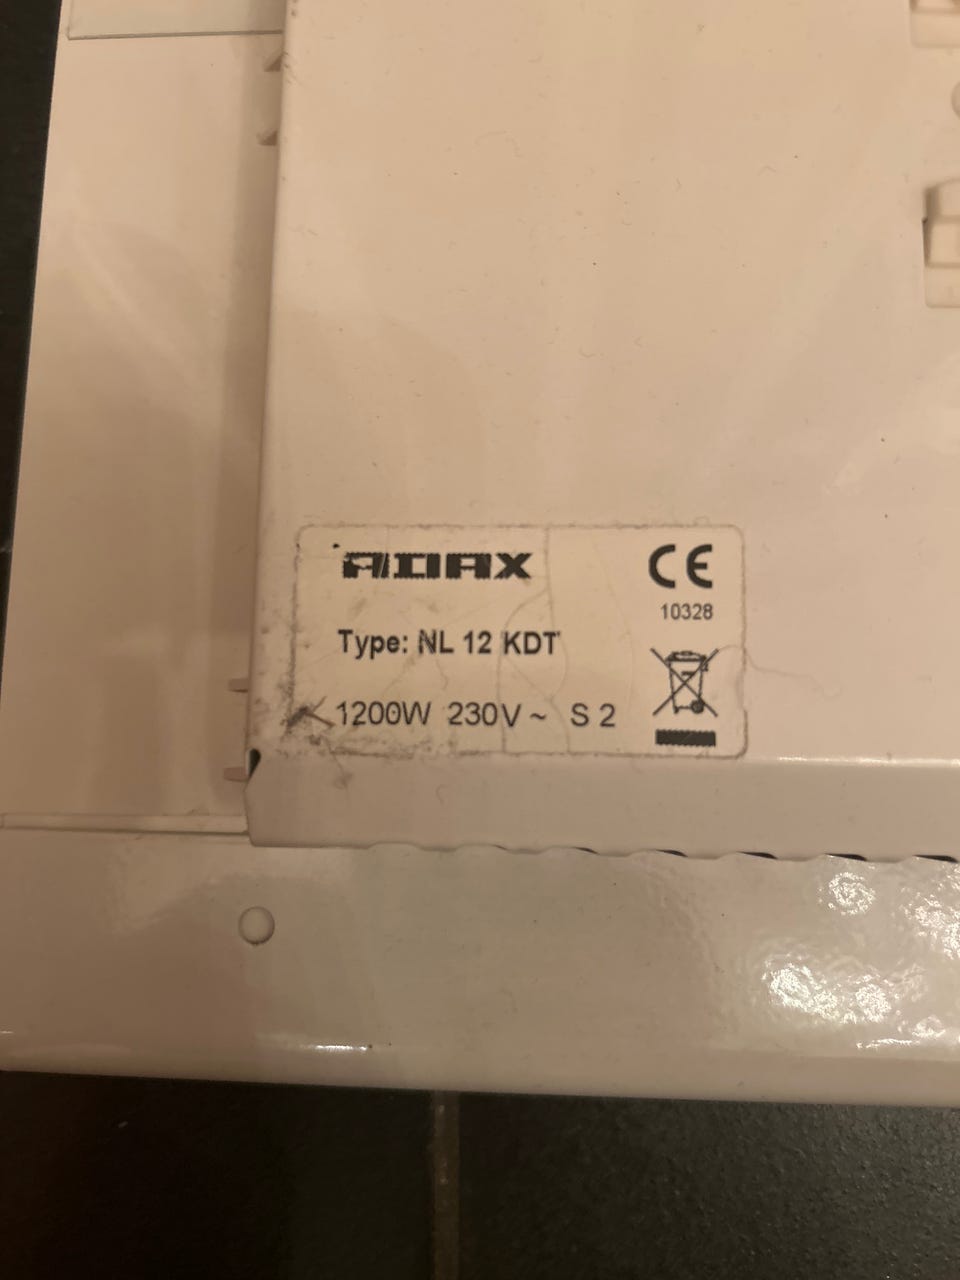 ADAX
CE
10328
Type: NL 12 KDT
1200W 230V ~ S 2